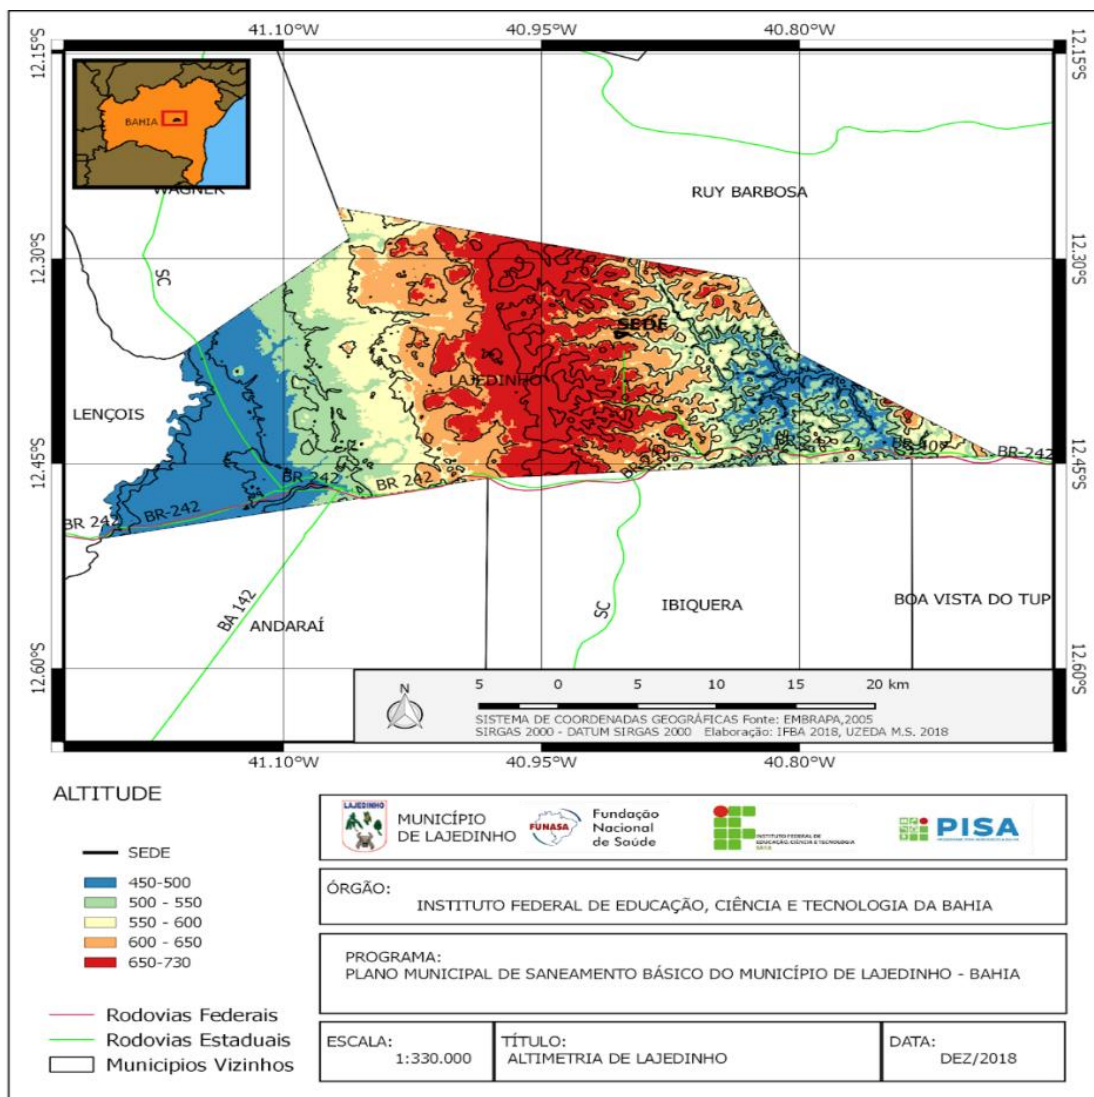 41.10°W 40.95°W 40.80°W
12.15°S 12.15°S
BAHIA
WAGNER
RUY BARBOSA
12.30°S 12.30°S
SC
SEDE
LAJEDINHO
LENÇOIS
12.45°S 12.45°S
BR-242
BR-242
BR 242
BR 242
BR-242
BR 242
SC
BA 142
ANDARAÍ
IBIQUERA
BOA VISTA DO TUP
12.60°S 12.60°S
N
5 0 5 10 15 20 km
SISTEMA DE COORDENADAS GEOGRÁFICAS Fonte: EMBRAPA,2005
SIRGAS 2000 - DATUM SIRGAS 2000 Elaboração: IFBA 2018, UZEDA M.S. 2018
41.10°W 40.95°W 40.80°W
ALTITUDE
SEDE
450-500
500 - 550
550 - 600
600 - 650
650-730
Rodovias Federais
Rodovias Estaduais
Municipios Vizinhos
LAJEDINHO
MUNICÍPIO
DE LAJEDINHO
FUNASA
Fundação
Nacional
de Saúde
INSTITUTO FEDERAL DE
EDUCAÇÃO, CIÊNCIA E TECNOLOGIA
BAHIA
PISA
ÓRGÃO:
INSTITUTO FEDERAL DE EDUCAÇÃO, CIÊNCIA E TECNOLOGIA DA BAHIA
PROGRAMA:
PLANO MUNICIPAL DE SANEAMENTO BÁSICO DO MUNICÍPIO DE LAJEDINHO - BAHIA
ESCALA:
1:330.000
TÍTULO:
ALTIMETRIA DE LAJEDINHO
DATA:
DEZ/2018